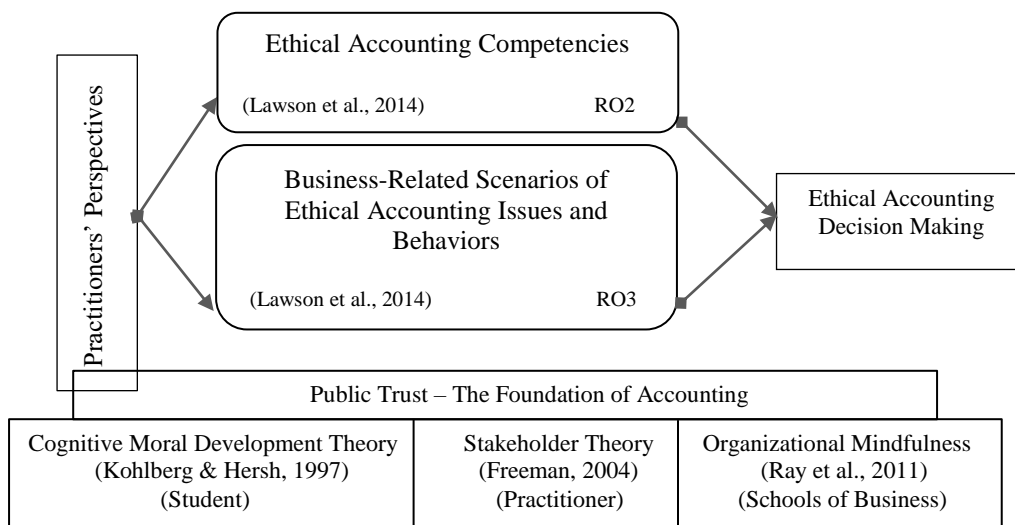 Practitioners’ Perspectives
Ethical Accounting Competencies
(Lawson et al., 2014) RO2
Business-Related Scenarios of
Ethical Accounting Issues and
Behaviors
(Lawson et al., 2014) RO3
Ethical Accounting
Decision Making
Public Trust – The Foundation of Accounting
Cognitive Moral Development Theory
(Kohlberg & Hersh, 1997)
(Student)
Stakeholder Theory
(Freeman, 2004)
(Practitioner)
Organizational Mindfulness
(Ray et al., 2011)
(Schools of Business)